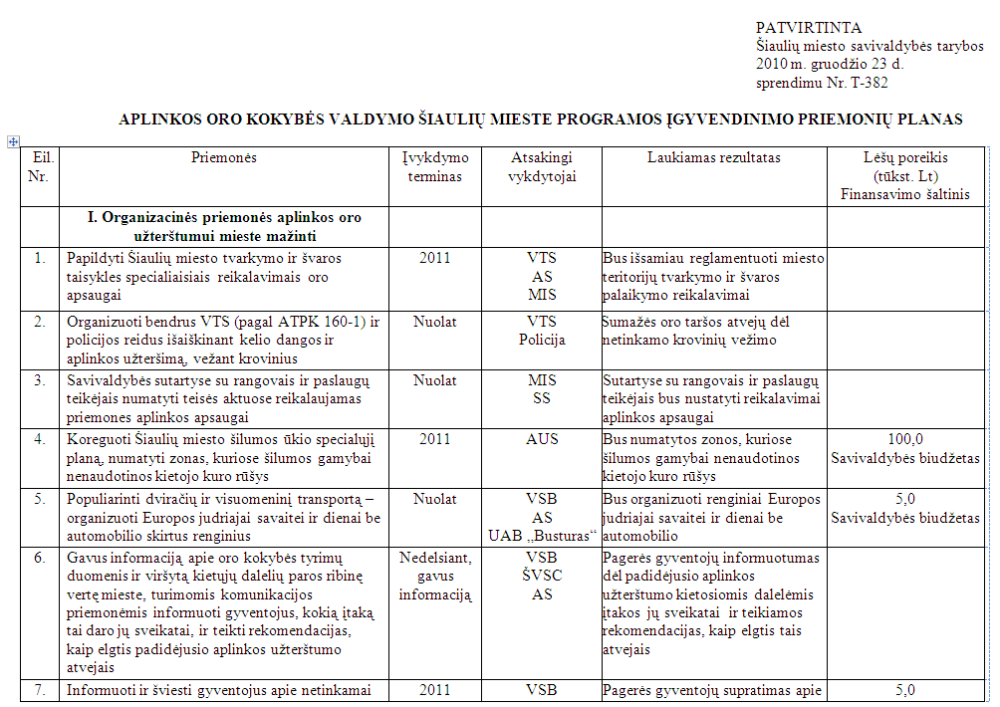 PATVIRTINTA
Šiaulių miesto savivaldybės tarybos
2010 m. gruodžio 23 d.
sprendimu Nr. T-382
APLINKOS ORO KOKYBĖS VALDYMO ŠIAULIŲ MIESTE PROGRAMOS ĮGYVENDINIMO PRIEMONIŲ PLANAS
Eil. Nr.
Priemonės
Įvykdymo terminas
Atsakingi vykdytojai
Laukiamas rezultatas
Lėšų poreikis
(tūkst. Lt)
Finansavimo šaltinis
I. Organizacinės priemonės aplinkos oro
užterštumui mieste mažinti
1.
Papildyti Šiaulių miesto tvarkymo ir švaros
taisykles specialiaisiais reikalavimais oro
apsaugai
2011
VTS
AS
MIS
Bus išsamiau reglamentuoti miesto
teritorijų tvarkymo ir švaros
palaikymo reikalavimai
2.
Organizuoti bendrus VTS (pagal ATPK 160-1) ir
policijos reidus išaiškinant kelio dangos ir
aplinkos užteršimą, vežant krovinius
Nuolat
VTS
Policija
Sumažės oro taršos atvejų dėl
netinkamo krovinių vežimo
3.
Savivaldybės sutartyse su rangovais ir paslaugų
teikėjais numatyti teisės aktuose reikalaujamas
priemones aplinkos apsaugai
Nuolat
MIS
SS
Sutartyse su rangovais ir paslaugų
teikėjais bus nustatyti reikalavimai
aplinkos apsaugai
4.
Koreguoti Šiaulių miesto šilumos ūkio specialųjį
planą, numatyti zonas, kuriose šilumos gamybai
nenaudotinos kietojo kuro rūšys
2011
AUS
Bus numatytos zonos, kuriose
šilumos gamybai nenaudotinos
kietojo kuro rūšys
100,0
Savivaldybės biudžetas
5.
Populiarinti dviračių ir visuomeninį transportą –
organizuoti Europos judriajai savaitei ir dienai be
automobilio skirtus renginius
Nuolat
VSB
AS
UAB „Busturas“
Bus organizuoti renginiai Europos
judriajai savaitei ir dienai be
automobilio
5,0
Savivaldybės biudžetas
6.
Gavus informaciją apie oro kokybės tyrimų
duomenis ir viršytą kietųjų dalelių paros ribinę
vertę mieste, turimomis komunikacijos
priemonėmis informuoti gyventojus, kokią įtaką
tai daro jų sveikatai, ir teikti rekomendacijas,
kaip elgtis padidėjusio aplinkos užterštumo
atvejais
Nedelsiant,
gavus
informaciją
VSB
ŠVSC
AS
Pagerės gyventojų informuotumas
dėl padidėjusio aplinkos
užterštumo kietosiomis dalelėmis
įtakos jų sveikatai ir teikiamos
rekomendacijas, kaip elgtis tais
atvejais
7.
Informuoti ir šviesti gyventojus apie netinkamai
2011
VSB
Pagerės gyventojų supratimas apie
5,0